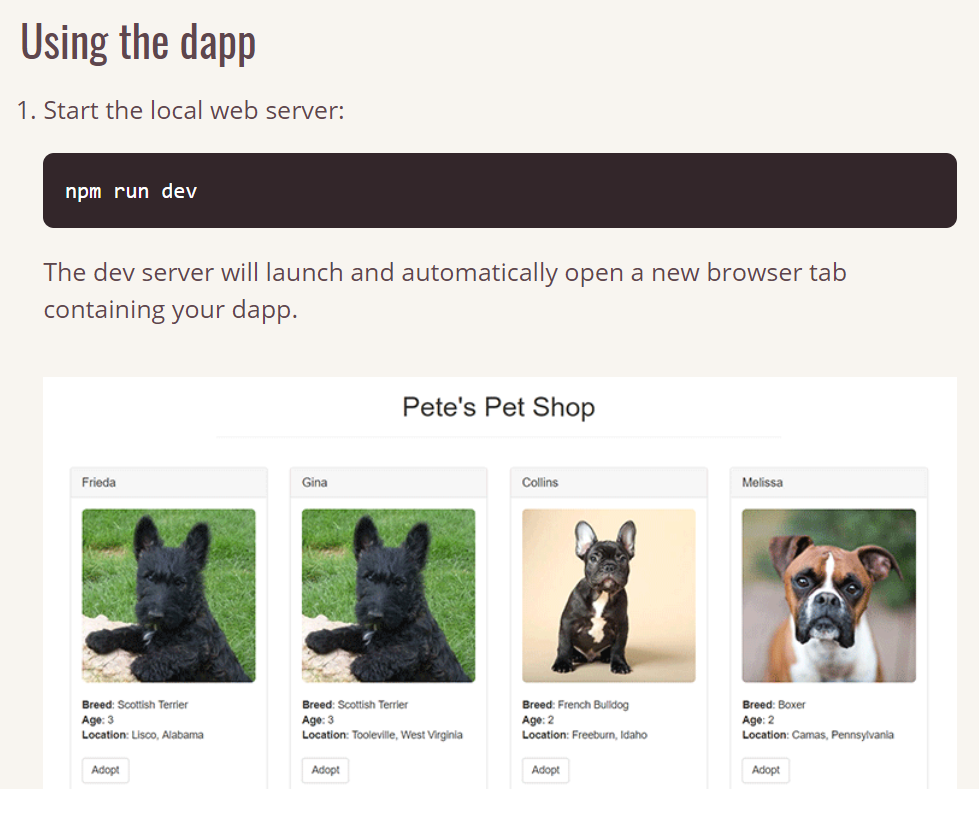 Using the dapp
1. Start the local web server:
npm run dev
The dev server will launch and automatically open a new browser tab
containing your dapp.
Pete's Pet Shop
Frieda
Breed: Scottish Terrier
Age: 3
Location: Lisco, Alabama
Adopt
Gina
Breed: Scottish Terrier
Age: 3
Location: Tooleville, West Virginia
Adopt
Collins
Breed: French Bulldog
Age: 2
Location: Freeburn, Idaho
Adopt
Melissa
Breed: Boxer
Age: 2
Location: Camas, Pennsylvania
Adopt